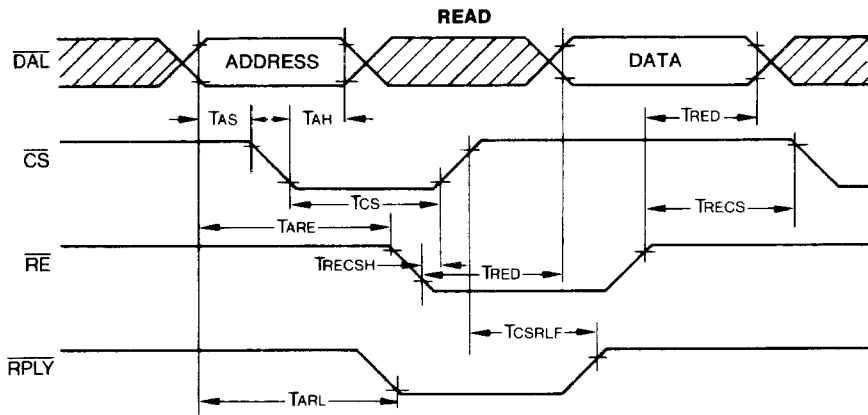 READ
DAL ADDRESS DATA
TAS TAH TRED
CS
TCS TRECS
TARE
RE TRECSH TRED
TCSRLF
RPLY
TARL